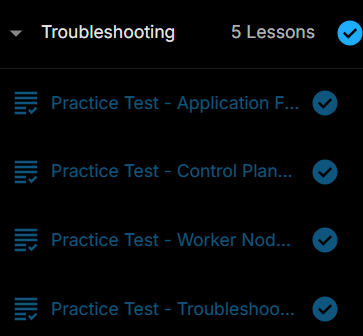 Troubleshooting 5 Lessons
Practice Test - Application F...
Practice Test - Control Plan...
Practice Test - Worker Nod...
Practice Test - Troubleshoo...